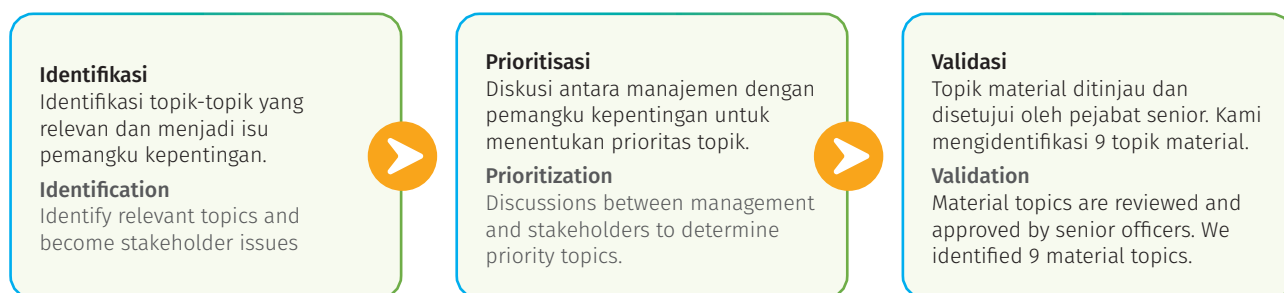 Identifikasi
Identifikasi topik-topik yang
relevan dan menjadi isu
pemangku kepentingan.
Identification
Identify relevant topics and
become stakeholder issues
Prioritisasi
Diskusi antara manajemen dengan
pemangku kepentingan untuk
menentukan prioritas topik.
Prioritization
Discussions between management
and stakeholders to determine
priority topics.
Validasi
Topik material ditinjau dan
disetujui oleh pejabat senior. Kami
mengidentifikasi 9 topik material.
Validation
Material topics are reviewed and
approved by senior officers. We
identified 9 material topics.